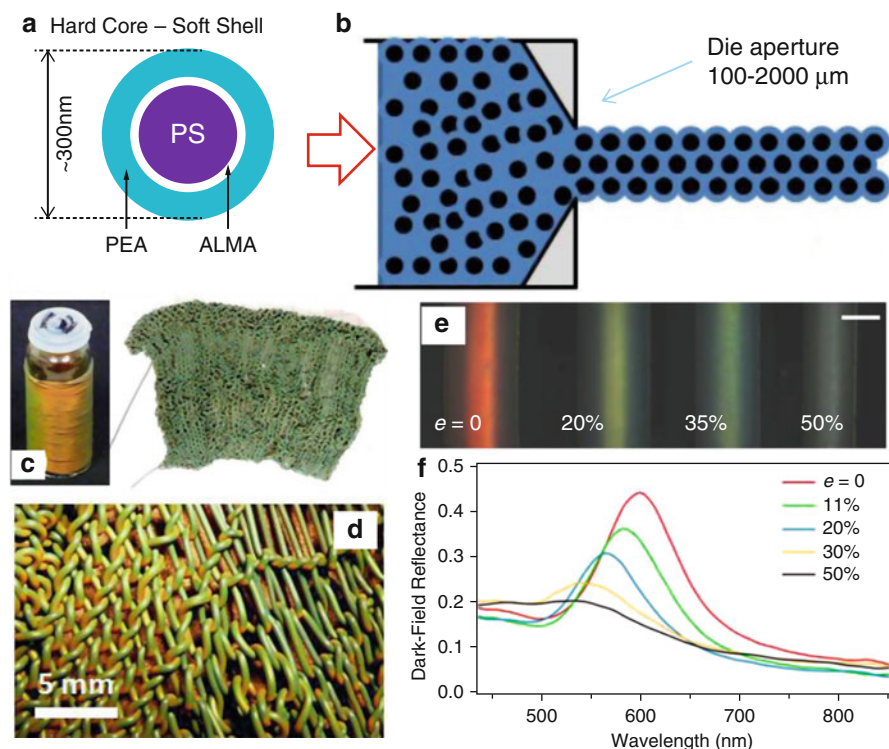 a Hard Core – Soft Shell
~300nm
PS
PEA ALMA
b
Die aperture
100-2000 µm
c
d
5 mm
e
e = 0 20% 35% 50%
f
Dark-Field Reflectance
0.5
0.4
0.3
0.2
0.1
0.0
e = 0
11%
20%
30%
50%
500 600 700 800
Wavelength (nm)